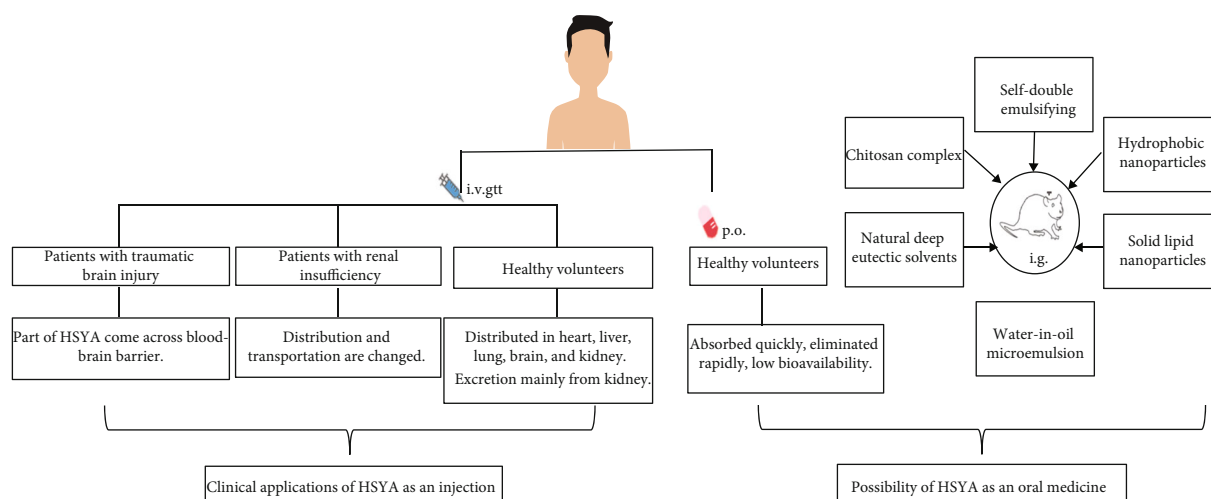 i.v.gtt
Patients with traumatic
brain injury
Part of HSYA come across blood-
brain barrier.
Patients with renal
insufficiency
Distribution and
transportation are changed.
Healthy volunteers
Distributed in heart, liver,
lung, brain, and kidney.
Excretion mainly from kidney.
Clinical applications of HSYA as an injection
p.o.
Healthy volunteers
Absorbed quickly, eliminated
rapidly, low bioavailability.
Self-double
emulsifying
Chitosan complex
Hydrophobic
nanoparticles
Natural deep
eutectic solvents
i.g.
Solid lipid
nanoparticles
Water-in-oil
microemulsion
Possibility of HSYA as an oral medicine